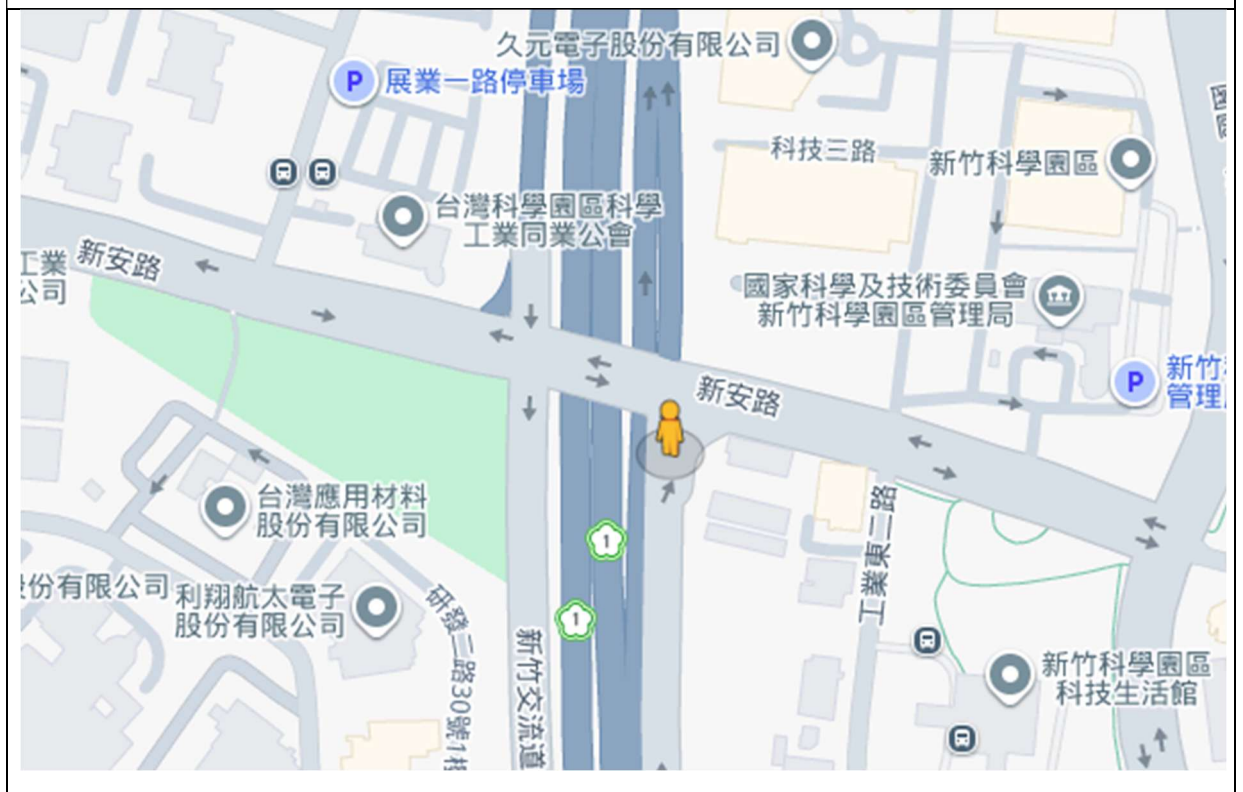 久元電子股份有限公司
P 展業一路停車場
科技三路
新竹科學園區
台灣科學園區科學
工業同業公會
新安路
工業
公司
國家科學及技術委員會
新竹科學園區管理局
P
新竹
管理
新安路
台灣應用材料
股份有限公司
1
1
份有限公司
利翔航太電子
股份有限公司
研發二路30號1
工業東二路
新竹交流道
新竹科學園區
科技生活館